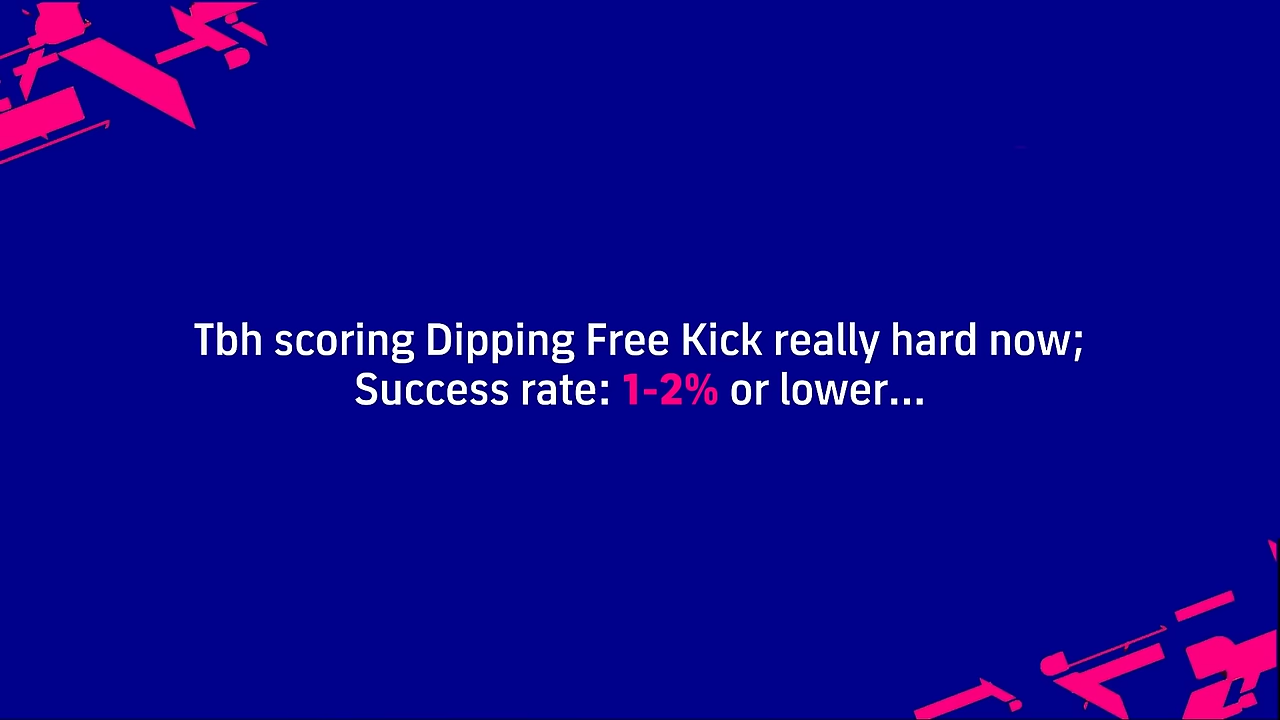 Tbh scoring Dipping Free Kick really hard now;
Success rate: 1-2% or lower...